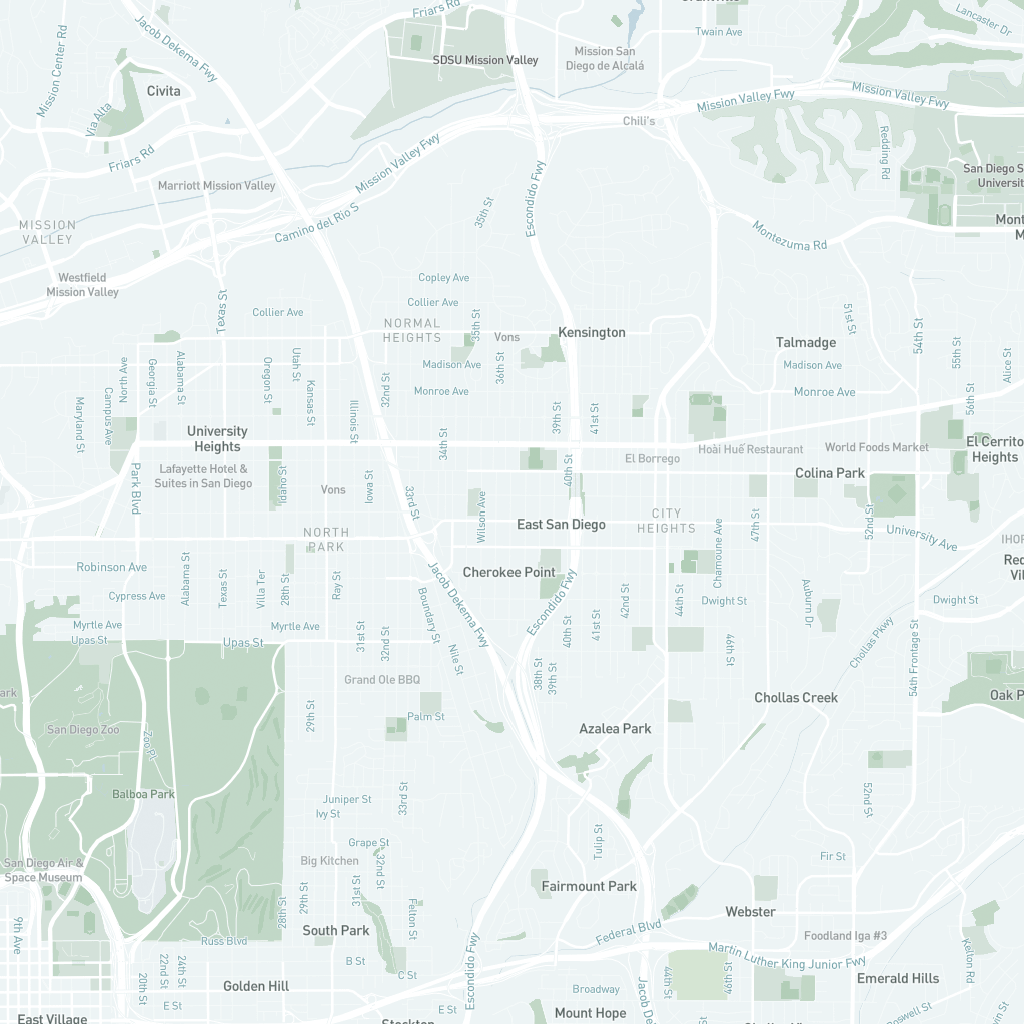 Friars Rd
Twain Ave
Lancaster Dr
Jacob Dekema Fwy
Mission Center Rd
SDSU Mission Valley
Mission San
Diego de Alcalá
Civita
Mission Valley Fwy
Mission Valley Fwy
Via Alta
Chili's
Friars Rd
Mission Valley Fwy
Redding Rd
Marriott Mission Valley
Escondido Fwy
San Diego S
Universit
35th St
MISSION
VALLEY
Camino del Rio S
Montezuma Rd
Mont
M
Westfield
Mission Valley
Copley Ave
Collier Ave
Collier Ave
Texas St
NORMAL
HEIGHTS
35th St
Vons
Kensington
51st St
54th St
Talmadge
55th St
Alice St
North Ave
Georgia St
Alabama St
Oregon St
Utah St
Kansas St
Madison Ave
36th St
Madison Ave
Monroe Ave
Monroe Ave
32nd St
56th St
Maryland St
Campus Ave
Illinois St
39th St
41st St
University
Heights
34th St
Hoài Huế Restaurant
World Foods Market
El Cerrito
Heights
El Borrego
Lafayette Hotel &
Suites in San Diego
Park Blvd
Idaho St
Vons
Iowa St
33rd St
40th St
Colina Park
Wilson Ave
East San Diego
CITY
HEIGHTS
47th St
52nd St
University Ave
NORTH
PARK
Chamoune Ave
IHOP
Robinson Ave
Cherokee Point
Red
Vil
Alabama St
Texas St
Villa Ter
28th St
Ray St
Jacob Dekema Fwy
Escondido Fwy
Cypress Ave
Boundary St
42nd St
44th St
Dwight St
Auburn Dr
Dwight St
Myrtle Ave
Myrtle Ave
Upas St
Upas St
31st St
32nd St
Nile St
40th St
41st St
46th St
Chollas Pkwy
54th Frontage St
38th St
39th St
Grand Ole BBQ
ark
Chollas Creek
Oak P
San Diego Zoo
Zoo Pl
29th St
Palm St
Azalea Park
Balboa Park
Juniper St
Ivy St
33rd St
52nd St
Grape St
Tulip St
San Diego Air &
Space Museum
Big Kitchen
32nd St
Fir St
Fairmount Park
28th St
29th St
31st St
Felton St
Webster
9th Ave
South Park
Federal Blvd
Foodland Iga #3
Russ Blvd
Martin Luther King Junior Fwy
Kelton Rd
B St
C St
20th St
22nd St
24th St
Golden Hill
Escondido Fwy
Broadway
46th St
Emerald Hills
E St
E St
Mount Hope
Jacob De
East Village